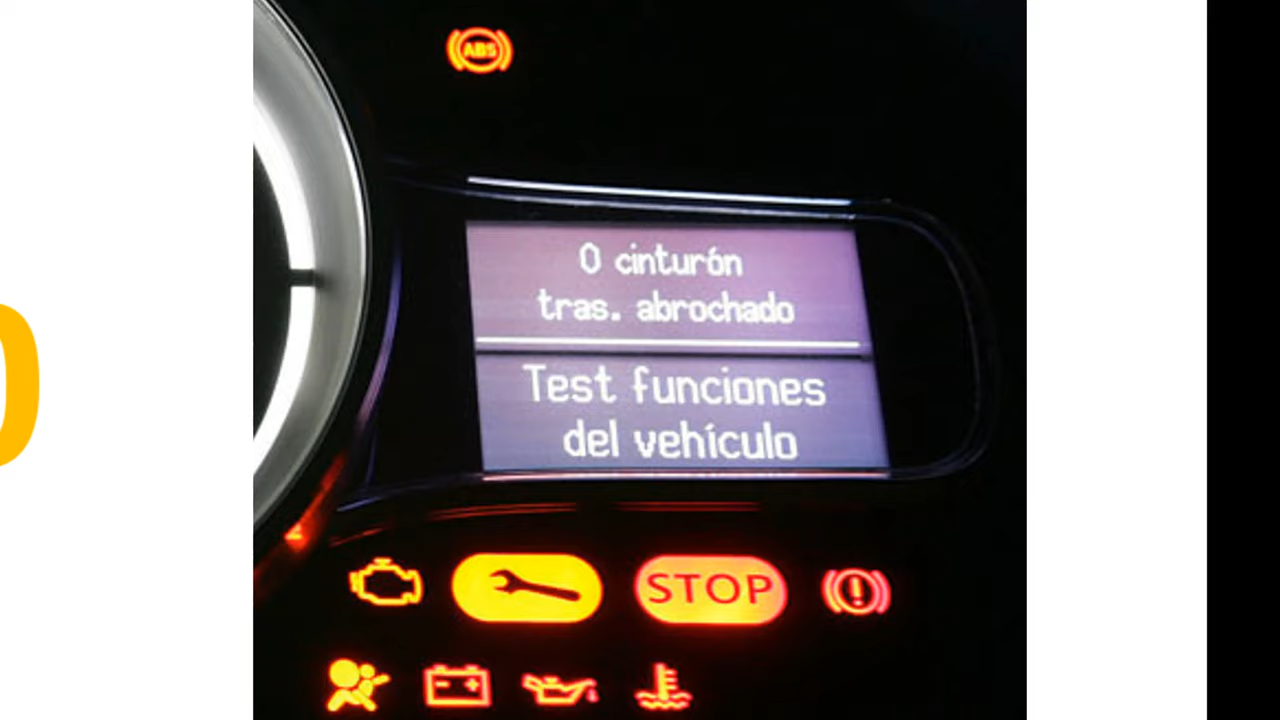 ABS
0 cinturón
tras. abrochado
Test funciones
del vehículo
STOP